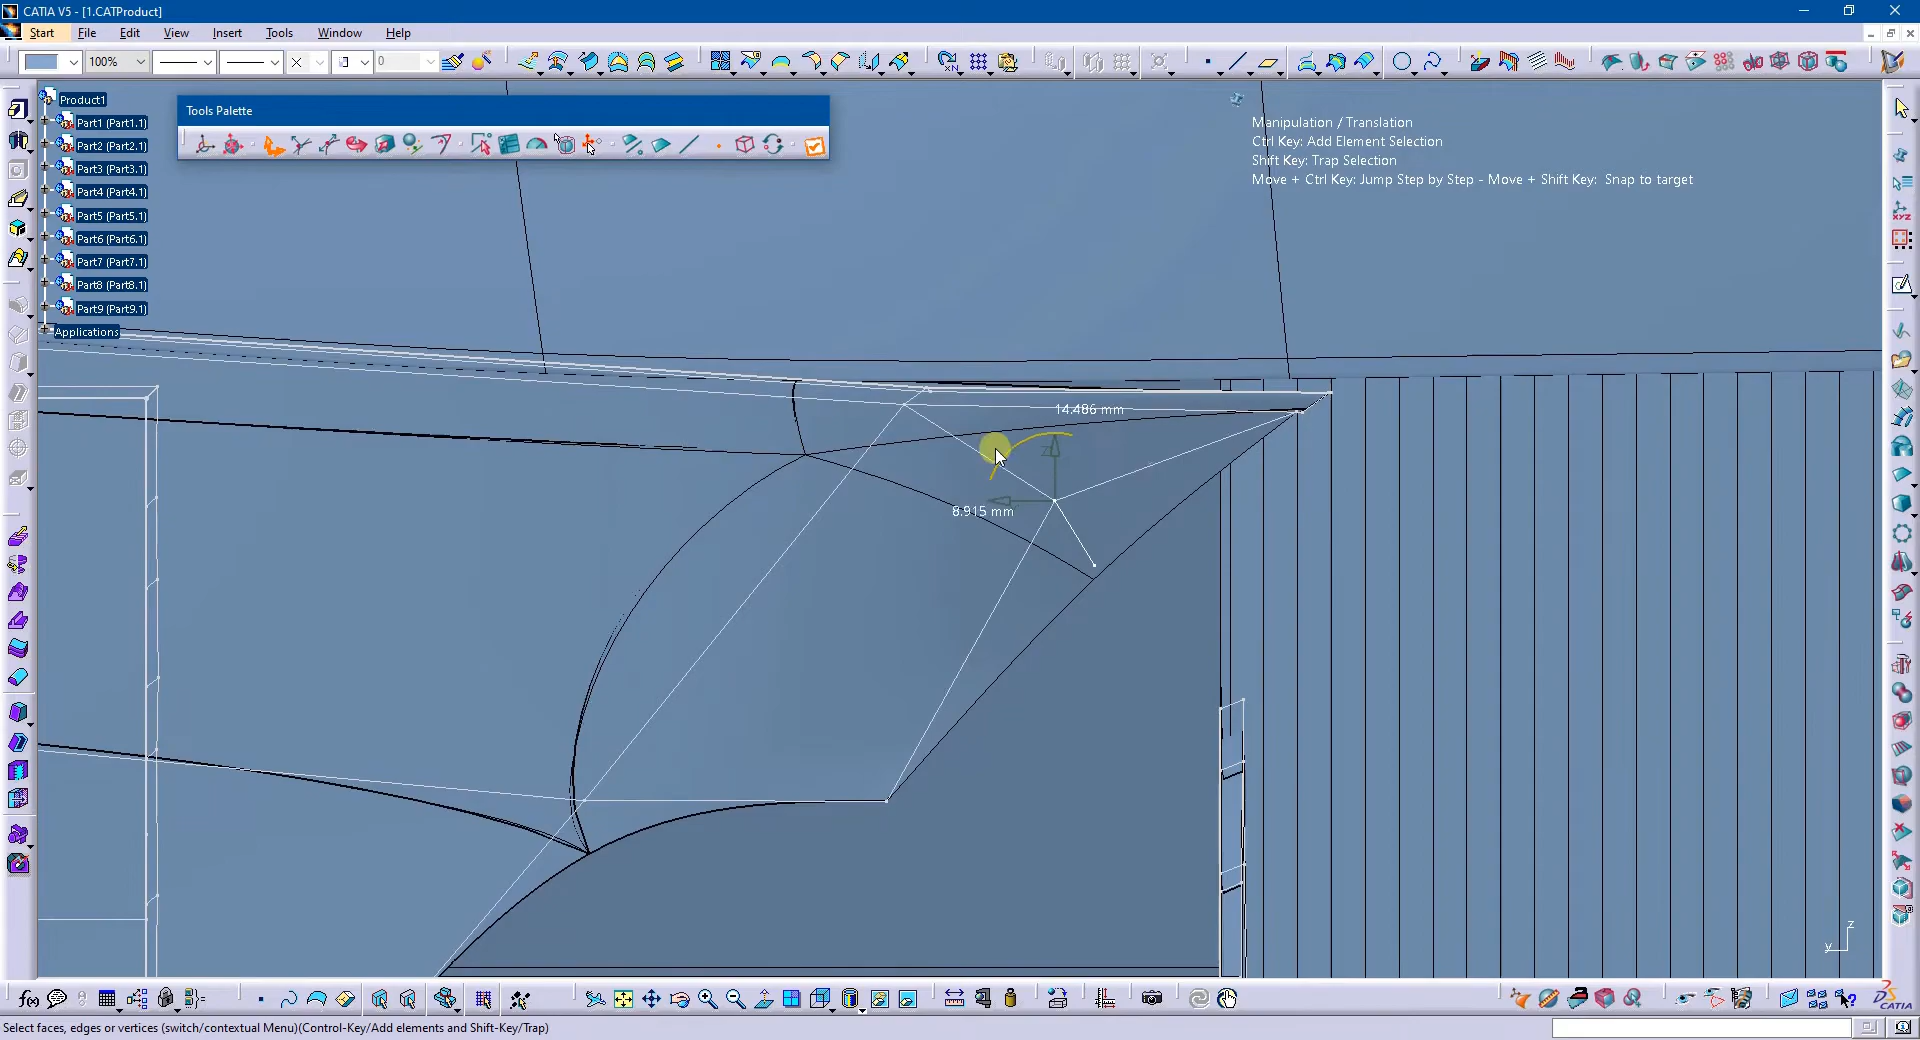 CATIA V5 - [1.CATProduct]
Start File Edit View Insert Tools Window Help
100% 0
Tools Palette
Product1
Part1 (Part1.1)
Part2 (Part2.1)
Part3 (Part3.1)
Part4 (Part4.1)
Part5 (Part5.1)
Part6 (Part6.1)
Part7 (Part7.1)
Part8 (Part8.1)
Part9 (Part9.1)
Applications
Manipulation / Translation
Ctrl Key: Add Element Selection
Shift Key: Trap Selection
Move + Ctrl Key: Jump Step by Step - Move + Shift Key: Snap to target
14.486 mm
8.915 mm
z
y
f(x)
CATIA
Select faces, edges or vertices (switch/contextual Menu)(Control-Key/Add elements and Shift-Key/Trap)